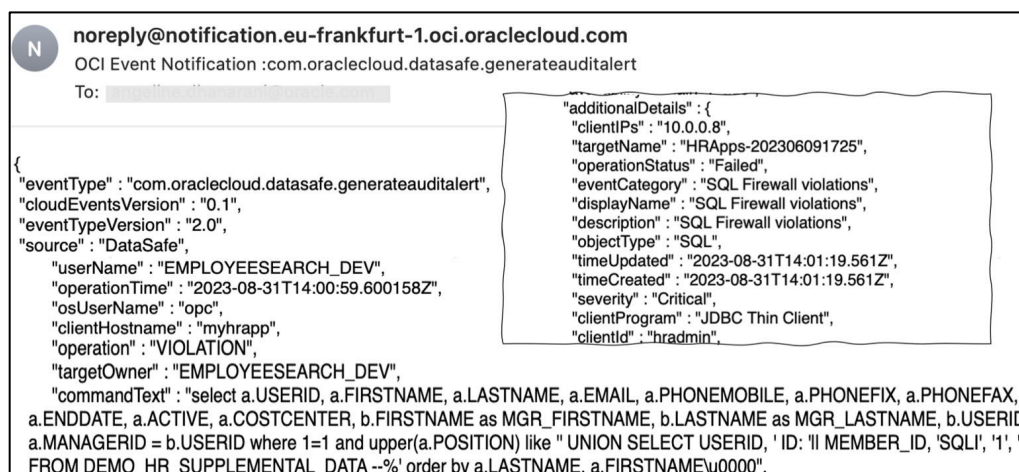 N
noreply@notification.eu-frankfurt-1.oci.oraclecloud.com
OCI Event Notification :com.oraclecloud.datasafe.generateauditalert
To:
{
"eventType" : "com.oraclecloud.datasafe.generateauditalert",
"cloudEventsVersion" : "0.1",
"eventTypeVersion" : "2.0",
"source" : "DataSafe",
"userName" : "EMPLOYEESEARCH_DEV",
"operationTime" : "2023-08-31T14:00:59.600158Z",
"osUserName" : "opc",
"clientHostname" : "myhrapp",
"operation" : "VIOLATION",
"targetOwner" : "EMPLOYEESEARCH_DEV",
"commandText" : "select a.USERID, a.FIRSTNAME, a.LASTNAME, a.EMAIL, a.PHONEMOBILE, a.PHONEFIX, a.PHONEFAX,
a.ENDDATE, a.ACTIVE, a.COSTCENTER, b.FIRSTNAME as MGR_FIRSTNAME, b.LASTNAME as MGR_LASTNAME, b.USERID
a.MANAGERID = b.USERID where 1=1 and upper(a.POSITION) like '' UNION SELECT USERID, ' ID: 'll MEMBER_ID, 'SQLI', '1', '
FROM DEMO_HR_SUPPLEMENTAL_DATA --%' order by a.LASTNAME, a.FIRSTNAME\u0000",
"additionalDetails" : {
"clientIPs" : "10.0.0.8",
"targetName" : "HRApps-202306091725",
"operationStatus" : "Failed",
"eventCategory" : "SQL Firewall violations",
"displayName" : "SQL Firewall violations",
"description" : "SQL Firewall violations",
"objectType" : "SQL",
"timeUpdated" : "2023-08-31T14:01:19.561Z",
"timeCreated" : "2023-08-31T14:01:19.561Z",
"severity" : "Critical",
"clientProgram" : "JDBC Thin Client",
"clientId" : "hradmin",